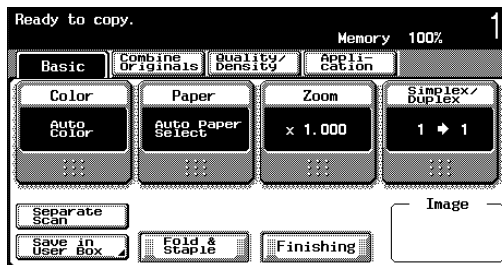 Ready to copy.
1
Memory 100%
Basic
Combine
Originals
Quality/
Density
Appli-
cation
Color
Paper
Zoom
Simplex/
Duplex
Auto
Color
Auto Paper
Select
x 1.000
1 → 1
Separate
Scan
Image
Save in
User Box
Fold &
Staple
Finishing